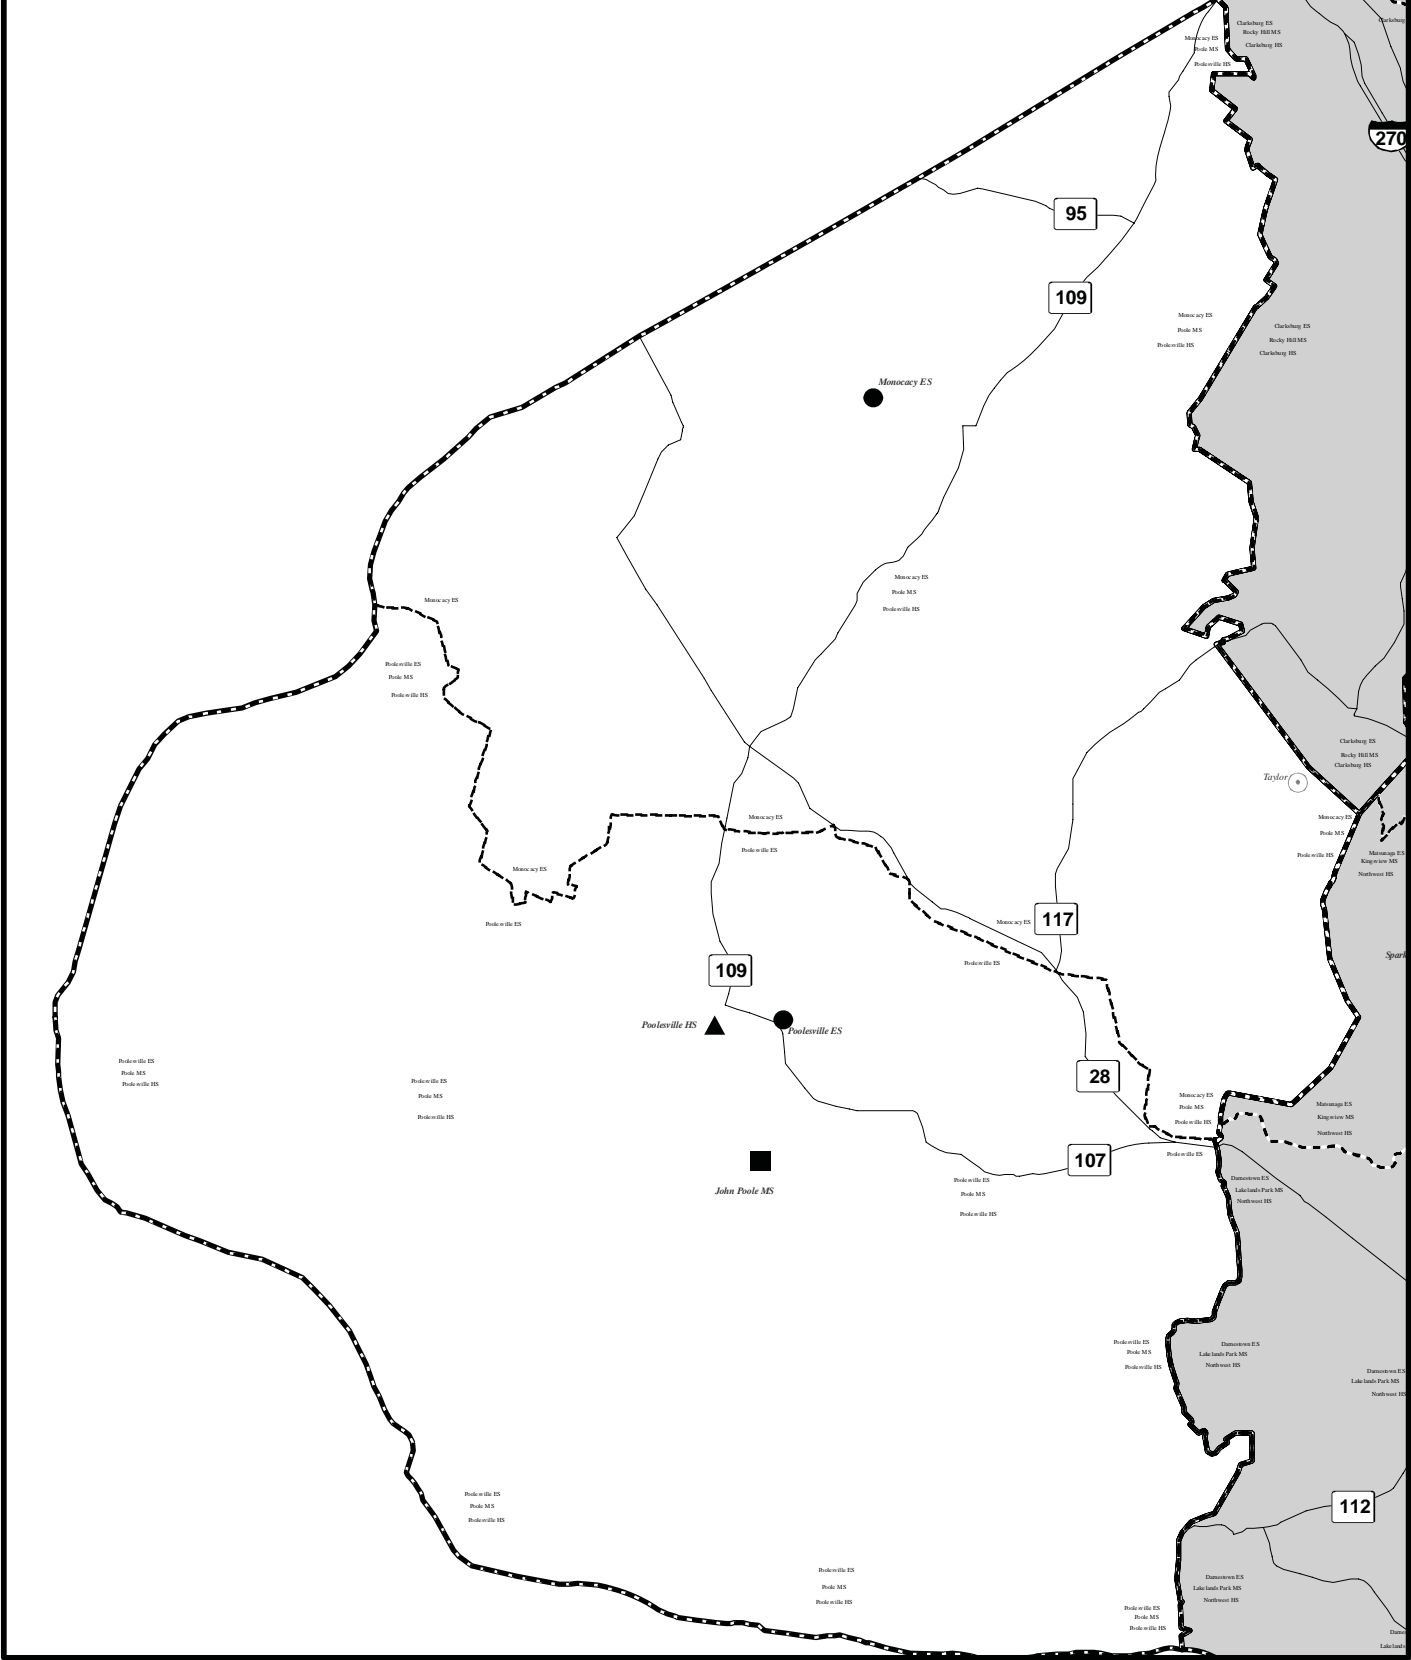 Clarksburg ES
Rocky Hill MS
Clarksburg HS
Clarksburg
Monocacy ES
Poole MS
Poolesville HS
270
95
109
Monocacy ES
Poole MS
Poolesville HS
Clarksburg ES
Rocky Hill MS
Clarksburg HS
Monocacy ES
Monocacy ES
Poole MS
Poolesville HS
Monocacy ES
Poolesville ES
Poole MS
Poolesville HS
Clarksburg ES
Rocky Hill MS
Clarksburg HS
Taylor
Monocacy ES
Poole MS
Poolesville HS
Monocacy ES
Poolesville ES
Matsunaga ES
Kingsview MS
Northwest HS
Monocacy ES
Poolesville ES
Monocacy ES
117
Poolesville ES
Spark
109
Poolesville HS
Poolesville ES
Poolesville ES
Poole MS
Poolesville HS
Poolesville ES
Poole MS
Poolesville HS
28
Monocacy ES
Poole MS
Poolesville HS
Poolesville ES
Matsunaga ES
Kingsview MS
Northwest HS
107
John Poole MS
Poolesville ES
Poole MS
Poolesville HS
Darnestown ES
Lakelands Park MS
Northwest HS
Poolesville ES
Poole MS
Poolesville HS
Darnestown ES
Lakelands Park MS
Northwest HS
Darnestown ES
Lakelands Park MS
Northwest HS
Poolesville ES
Poole MS
Poolesville HS
112
Poolesville ES
Poole MS
Poolesville HS
Poolesville ES
Poole MS
Poolesville HS
Darnestown ES
Lakelands Park MS
Northwest HS
Darne
Lakelands